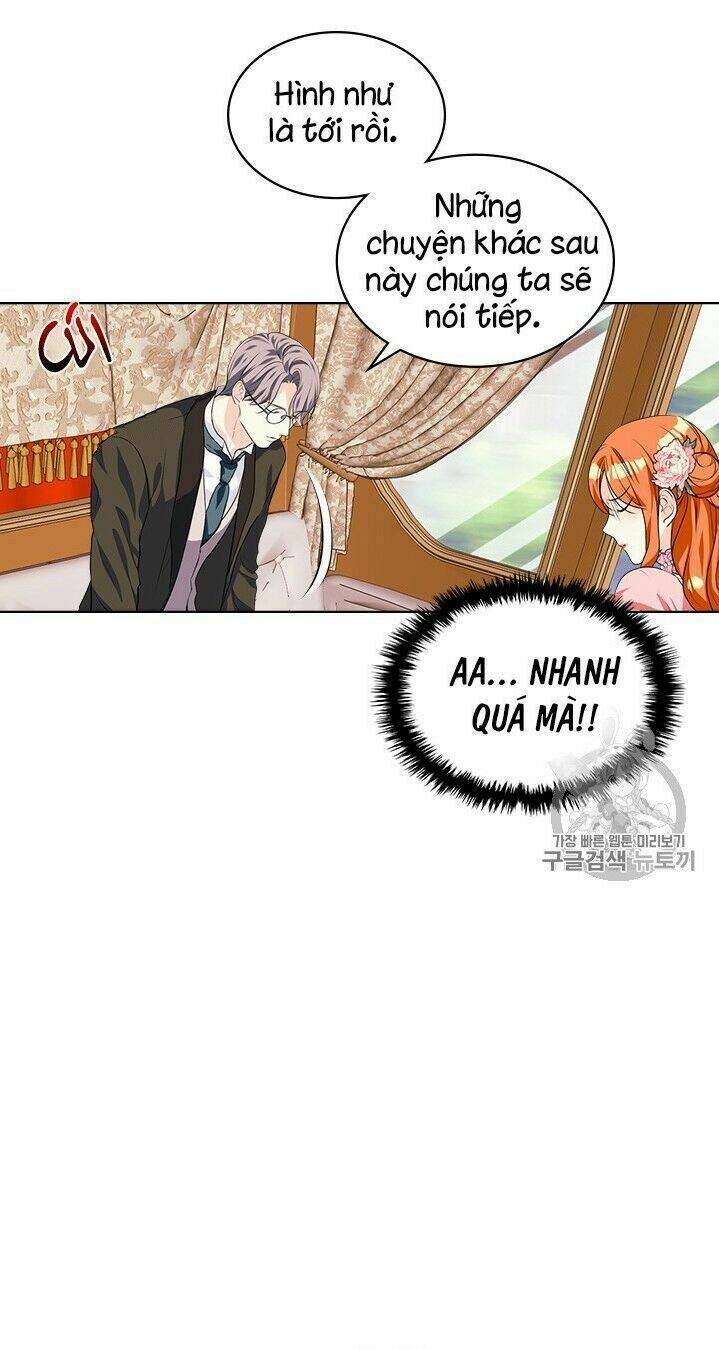 Hình như
là tới rồi.
Những
chuyện khác sau
này chúng ta sẽ
nói tiếp.
AA... NHANH
QUÁ MÀ!!
가장 빠른 웹툰 미리보기
구글검색 뉴토끼